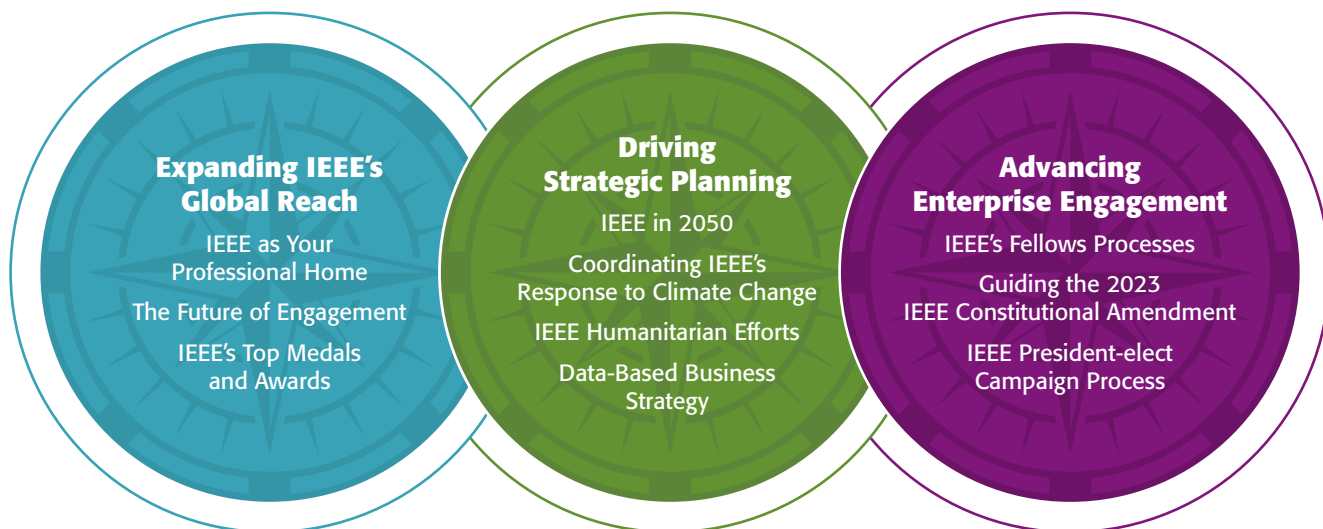 Expanding IEEE’s
Global Reach
IEEE as Your
Professional Home
The Future of Engagement
IEEE’s Top Medals
and Awards
Driving
Strategic Planning
IEEE in 2050
Coordinating IEEE’s
Response to Climate Change
IEEE Humanitarian Efforts
Data-Based Business
Strategy
Advancing
Enterprise Engagement
IEEE’s Fellows Processes
Guiding the 2023
IEEE Constitutional Amendment
IEEE President-elect
Campaign Process